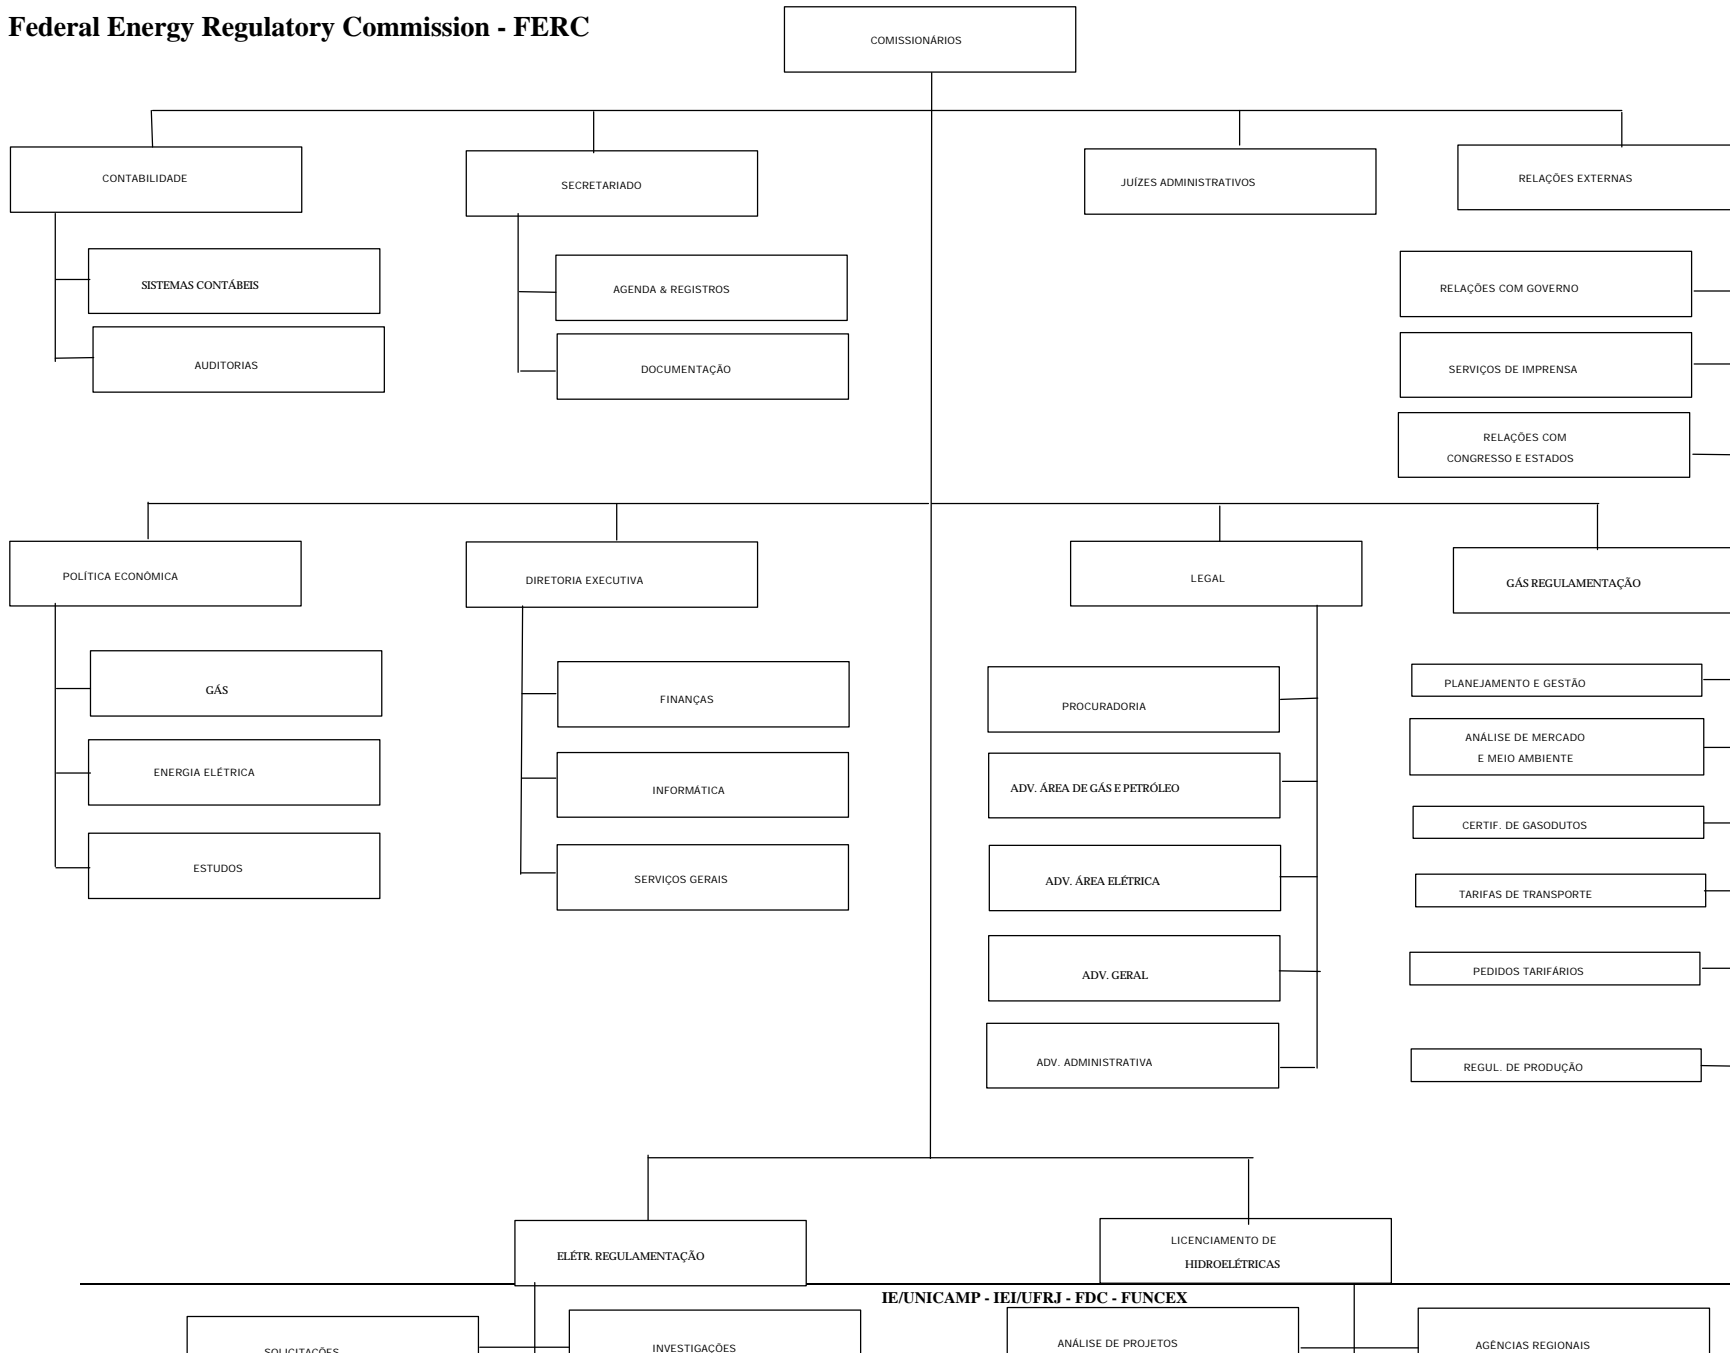 Federal Energy Regulatory Commission - FERC
COMISSIONÁRIOS
CONTABILIDADE
SECRETARIADO
JUÍZES ADMINISTRATIVOS
RELAÇÕES EXTERNAS
SISTEMAS CONTÁBEIS
AGENDA & REGISTROS
RELAÇÕES COM GOVERNO
AUDITORIAS
DOCUMENTAÇÃO
SERVIÇOS DE IMPRENSA
RELAÇÕES COM
CONGRESSO E ESTADOS
POLÍTICA ECONÔMICA
DIRETORIA EXECUTIVA
LEGAL
GÁS REGULAMENTAÇÃO
GÁS
FINANÇAS
PROCURADORIA
PLANEJAMENTO E GESTÃO
ENERGIA ELÉTRICA
INFORMÁTICA
ADV. ÁREA DE GÁS E PETRÓLEO
ANÁLISE DE MERCADO
E MEIO AMBIENTE
CERTIF. DE GASODUTOS
ESTUDOS
SERVIÇOS GERAIS
ADV. ÁREA ELÉTRICA
TARIFAS DE TRANSPORTE
ADV. GERAL
PEDIDOS TARIFÁRIOS
ADV. ADMINISTRATIVA
REGUL. DE PRODUÇÃO
ELÉTR. REGULAMENTAÇÃO
LICENCIAMENTO DE
HIDROELÉTRICAS
IE/UNICAMP - IEI/UFRJ - FDC - FUNCEX
SOLICITAÇÕES
INVESTIGAÇÕES
ANÁLISE DE PROJETOS
AGÊNCIAS REGIONAIS